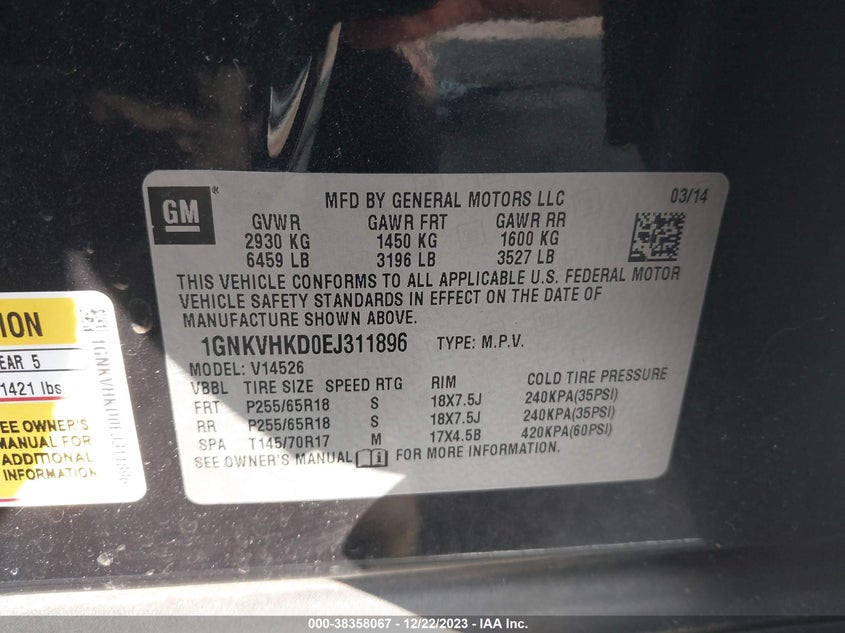 GM ®
MFD BY GENERAL MOTORS LLC
03/14
GVWR GAWR FRT GAWR RR
2930 KG 1450 KG 1600 KG
6459 LB 3196 LB 3527 LB
THIS VEHICLE CONFORMS TO ALL APPLICABLE U.S. FEDERAL MOTOR
VEHICLE SAFETY STANDARDS IN EFFECT ON THE DATE OF
MANUFACTURE SHOWN ABOVE.
1GNKVHKD0EJ311896 TYPE: M.P.V.
MODEL: V14526
VBBL TIRE SIZE SPEED RTG RIM COLD TIRE PRESSURE
FRT P255/65R18 S 18X7.5J 240KPA(35PSI)
RR P255/65R18 S 18X7.5J 240KPA(35PSI)
SPA T145/70R17 M 17X4.5B 420KPA(60PSI)
SEE OWNER'S MANUAL FOR MORE INFORMATION.
ION
EAR 5
1421 lbs
EE OWNER'S
MANUAL FOR
ADDITIONAL
INFORMATION
000-38358067 - 12/22/2023 - IAA Inc.